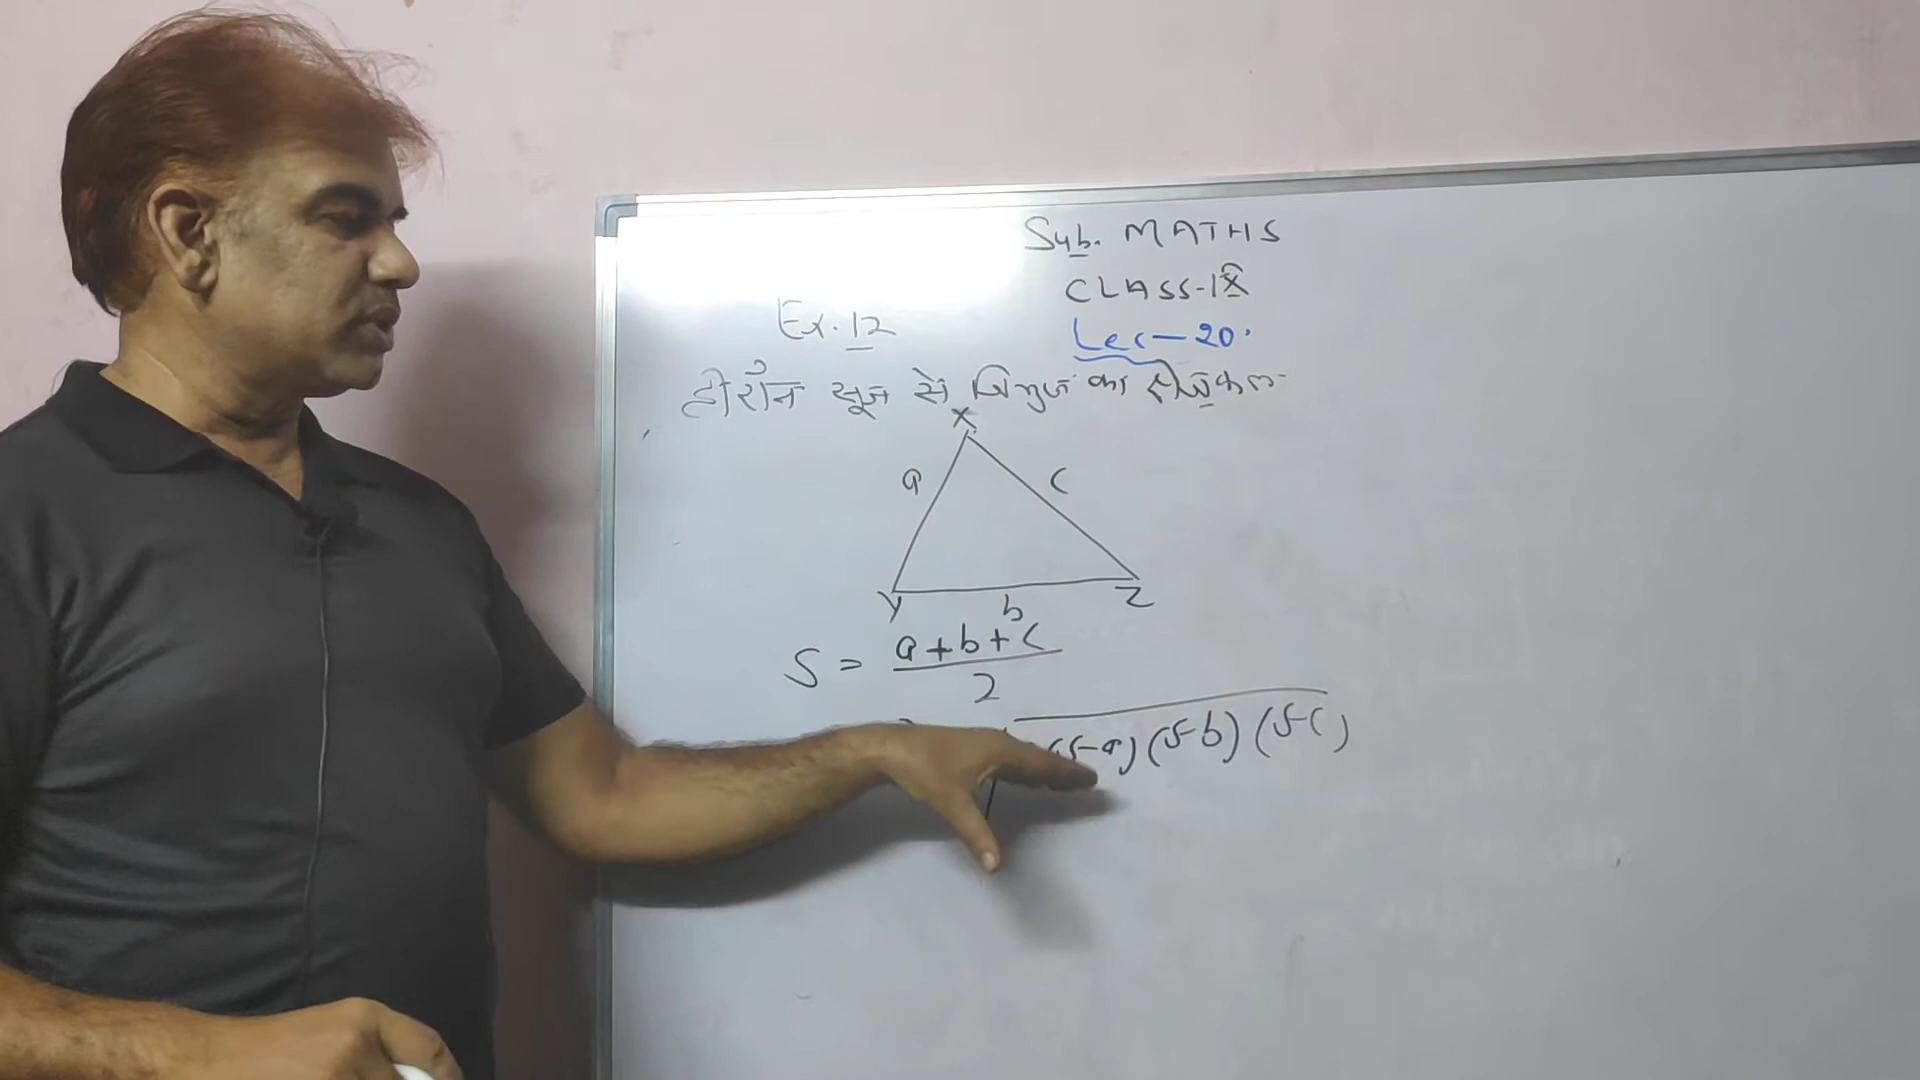 Sub. MATHS
CLASS-IX
Lec-20.
Ex.12
हीरोन सूत्र से त्रिभुज का क्षेत्रफल
X
a c
Y b Z
S = a+b+c
2
(s-a)(s-b)(s-c)